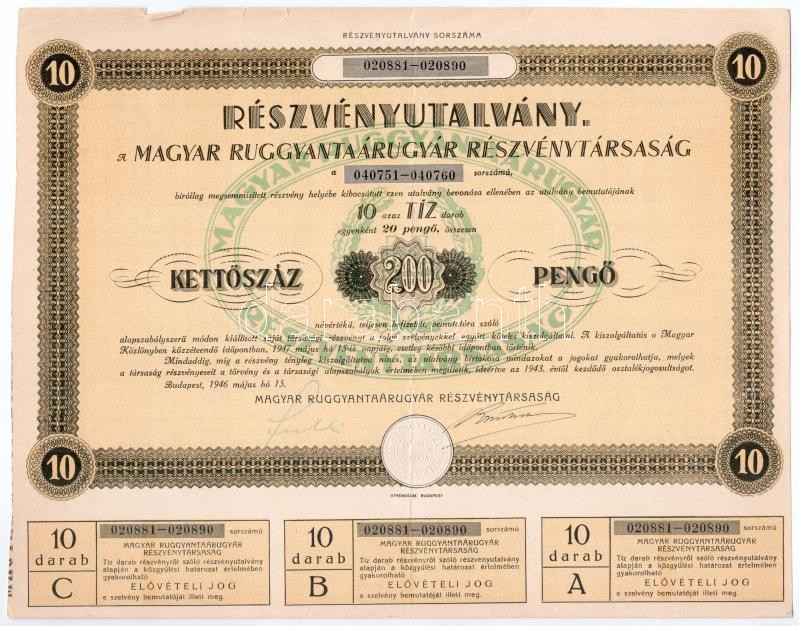 RÉSZVÉNYUTALVÁNY SORSZÁMA
020881—020890
10
10
RÉSZVÉNYUTALVÁNY.
A MAGYAR RUGGYANTAÁRUGYÁR RÉSZVÉNYTÁRSASÁG
a 040751—040760 sorszámú,
bíróilag megsemmisített részvény helyébe kibocsátott ezen utalvány bevonása ellenében az utalvány bemutatójának
10 azaz TÍZ darab
egyenként 20 pengő, összesen
KETTŐSZÁZ 200 PENGŐ
névértékű, teljesen befizetett, bemutatóra szóló
alapszabályszerű módon kiállított saját társasági részvényt a folyó szelvényekkel együtt köteles kiszolgáltatni. A kiszolgáltatás a Magyar
Közlönyben közzéteendő időpontban, 1947 május hó 15-ik napjáig, esetleg későbbi időpontban történik.
Mindaddig, míg a részvény tényleg kiszolgáltatva nincs, az utalvány birtokosa mindazokat a jogokat gyakorolhatja, melyek
a társaság részvényeseit a törvény és a társasági alapszabályok értelmében megilletik, ideértve az 1943. évtől kezdődő osztalékjogosultságot.
Budapest, 1946 május hó 15.
MAGYAR RUGGYANTAÁRUGYÁR RÉSZVÉNYTÁRSASÁG
10
10
ATHENAEUM, BUDAPEST
10
darab
C
020881—020890 sorszámú
MAGYAR RUGGYANTAÁRUGYÁR
RÉSZVÉNYTÁRSASÁG
Tíz darab részvényről szóló részvényutalvány
alapján a közgyűlési határozat értelmében
gyakorolható
ELŐVÉTELI JOG
e szelvény bemutatóját illeti meg.
10
darab
B
020881—020890 sorszámú
MAGYAR RUGGYANTAÁRUGYÁR
RÉSZVÉNYTÁRSASÁG
Tíz darab részvényről szóló részvényutalvány
alapján a közgyűlési határozat értelmében
gyakorolható
ELŐVÉTELI JOG
e szelvény bemutatóját illeti meg.
10
darab
A
020881—020890 sorszámú
MAGYAR RUGGYANTAÁRUGYÁR
RÉSZVÉNYTÁRSASÁG
Tíz darab részvényről szóló részvényutalvány
alapján a közgyűlési határozat értelmében
gyakorolható
ELŐVÉTELI JOG
e szelvény bemutatóját illeti meg.
MAGYAR RUGGYANTAÁRUGYÁR
RÉSZVÉNYTÁRSASÁG
darabanth